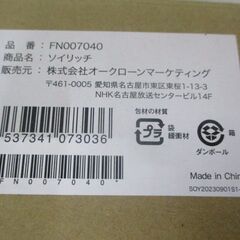 品 番 : FN007040
商品名 : ソイリッチ
販売元 : 株式会社オークローンマーケティング
〒461-0005 愛知県名古屋市東区東桜1-13-3
NHK名古屋放送センタービル14F
包材の材質
プラ
紙
袋
緩衝材
ダンボール
537341 073036
FN007040
Made in Chin
SOY20230901S1-